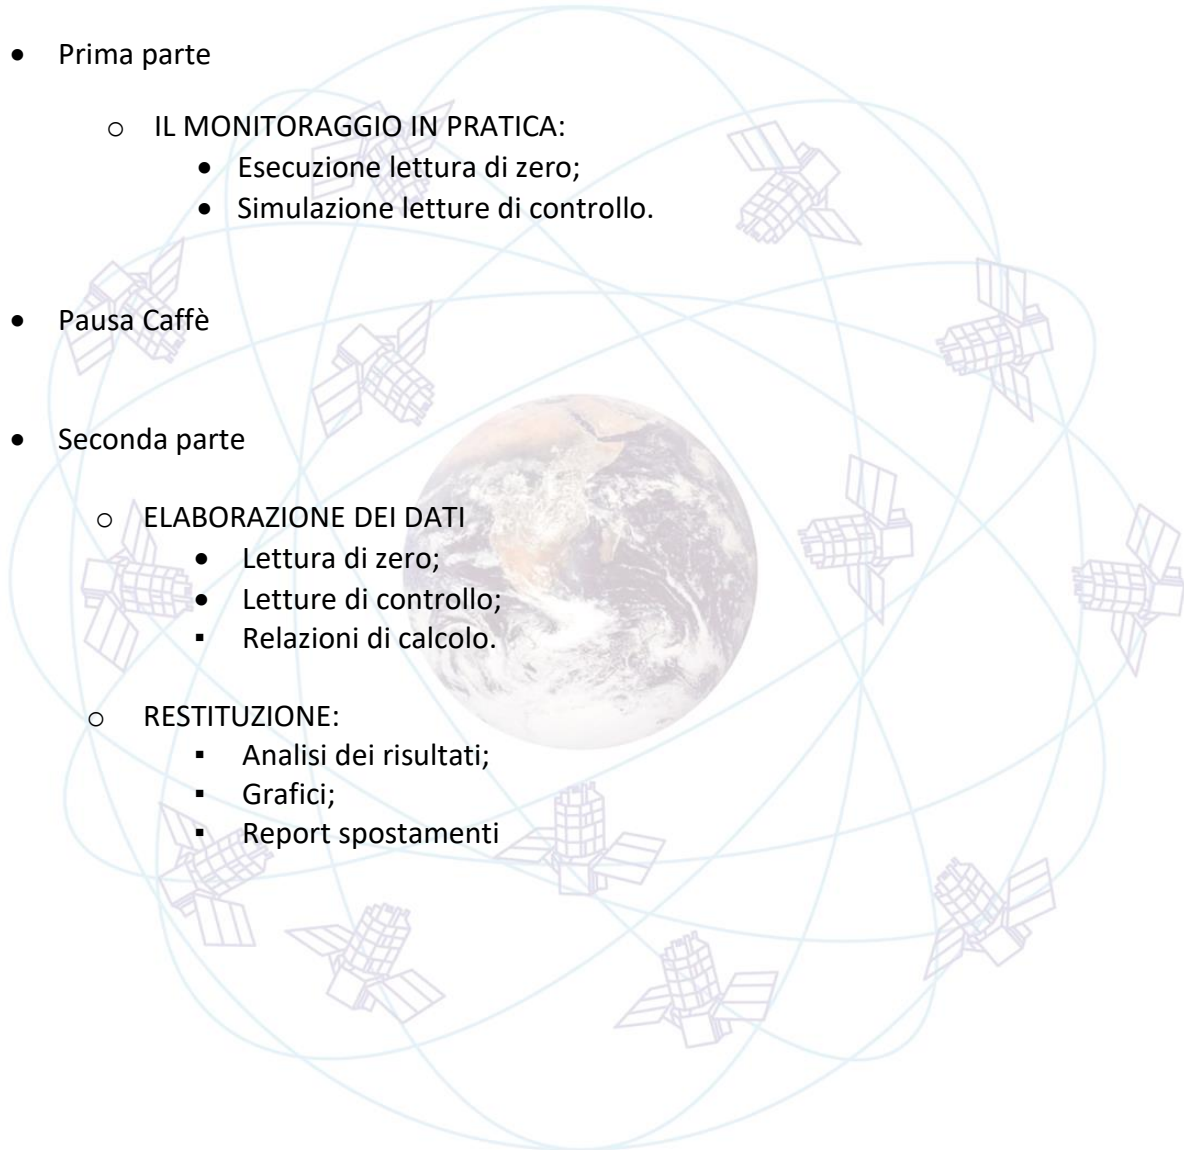 • Prima parte
o IL MONITORAGGIO IN PRATICA:
• Esecuzione lettura di zero;
• Simulazione letture di controllo.
• Pausa Caffè
• Seconda parte
o ELABORAZIONE DEI DATI
• Lettura di zero;
• Letture di controllo;
▪ Relazioni di calcolo.
o RESTITUZIONE:
▪ Analisi dei risultati;
▪ Grafici;
▪ Report spostamenti